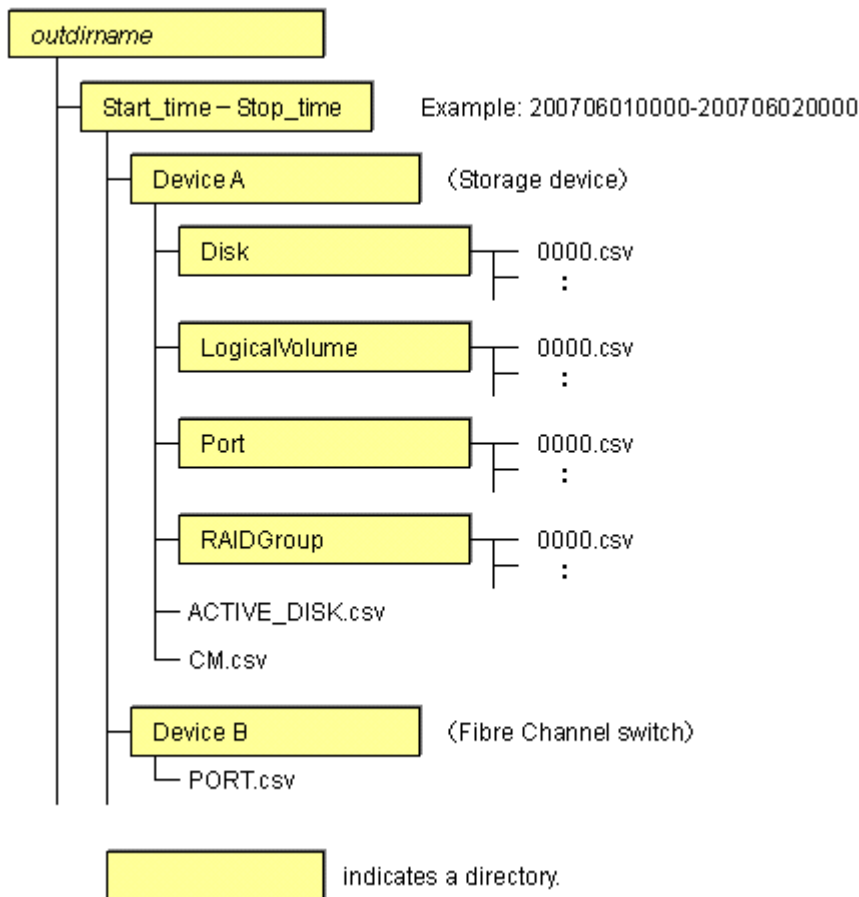 outdirname
Start_time－Stop_time Example: 200706010000-200706020000
Device A （Storage device）
Disk 0000.csv
:
LogicalVolume 0000.csv
:
Port 0000.csv
:
RAIDGroup 0000.csv
:
ACTIVE_DISK.csv
CM.csv
Device B （Fibre Channel switch）
PORT.csv
indicates a directory.